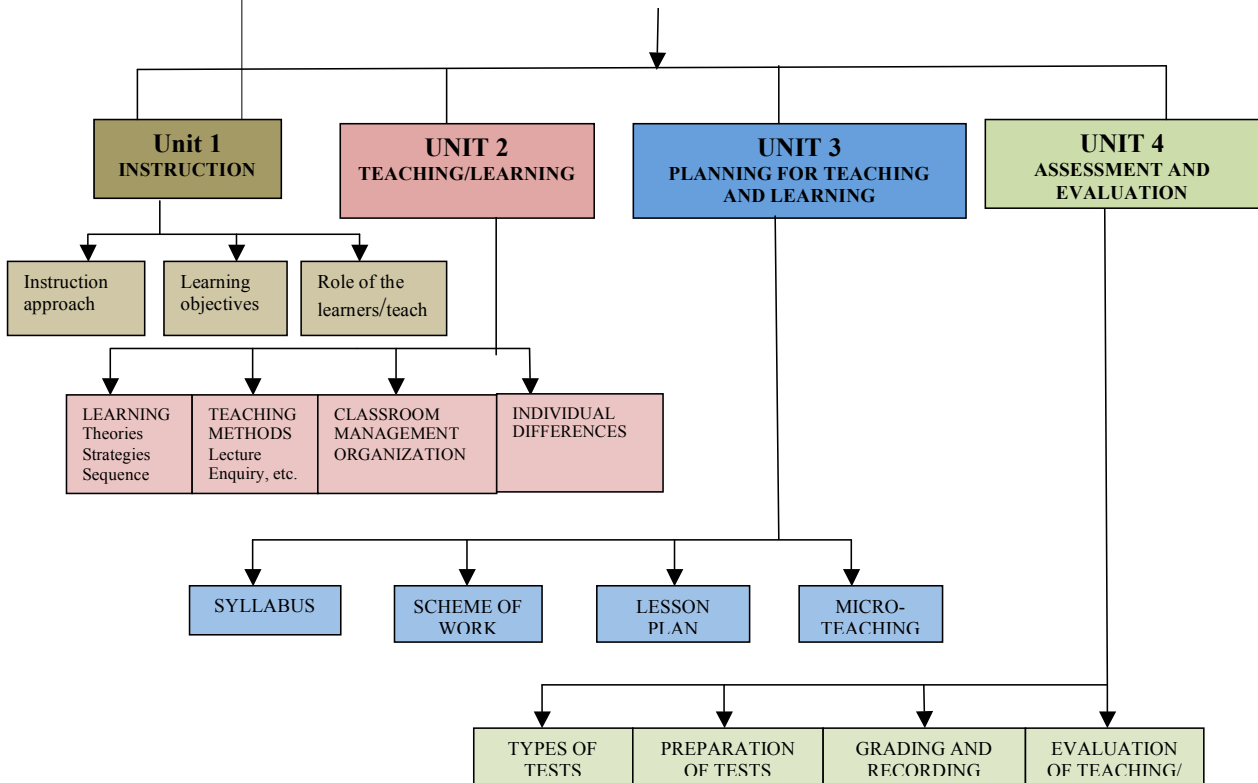 Unit 1
INSTRUCTION
UNIT 2
TEACHING/LEARNING
UNIT 3
PLANNING FOR TEACHING
AND LEARNING
UNIT 4
ASSESSMENT AND
EVALUATION
Instruction
approach
Learning
objectives
Role of the
learners/teach
LEARNING
Theories
Strategies
Sequence
TEACHING
METHODS
Lecture
Enquiry, etc.
CLASSROOM
MANAGEMENT
ORGANIZATION
INDIVIDUAL
DIFFERENCES
SYLLABUS
SCHEME OF
WORK
LESSON
PLAN
MICRO-
TEACHING
TYPES OF
TESTS
PREPARATION
OF TESTS
GRADING AND
RECORDING
EVALUATION
OF TEACHING/